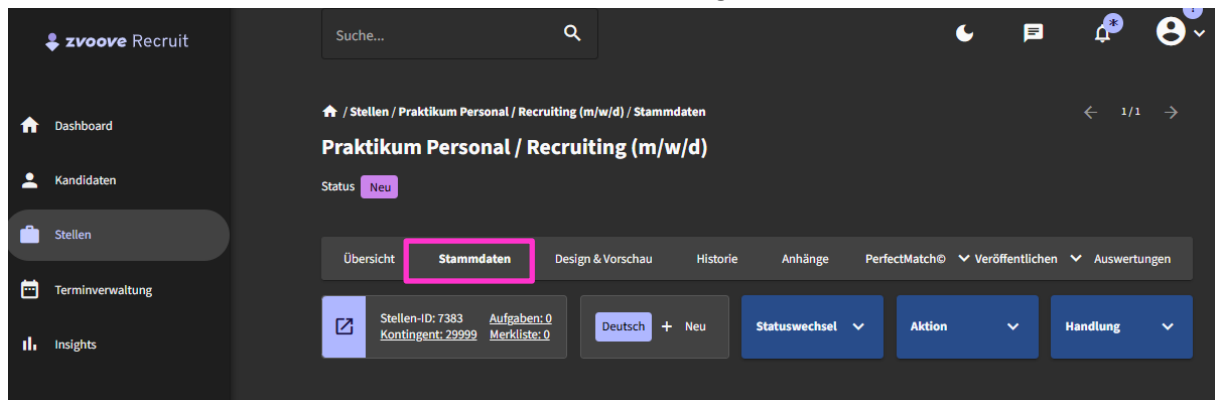 zvoove Recruit
Suche...
Dashboard
Kandidaten
Stellen
Terminverwaltung
Insights
/ Stellen / Praktikum Personal / Recruiting (m/w/d) / Stammdaten
1/1
Praktikum Personal / Recruiting (m/w/d)
Status Neu
Übersicht Stammdaten Design & Vorschau Historie Anhänge PerfectMatch© Veröffentlichen Auswertungen
Stellen-ID: 7383 Aufgaben: 0
Kontingent: 29999 Merkliste: 0
Deutsch + Neu
Statuswechsel
Aktion
Handlung